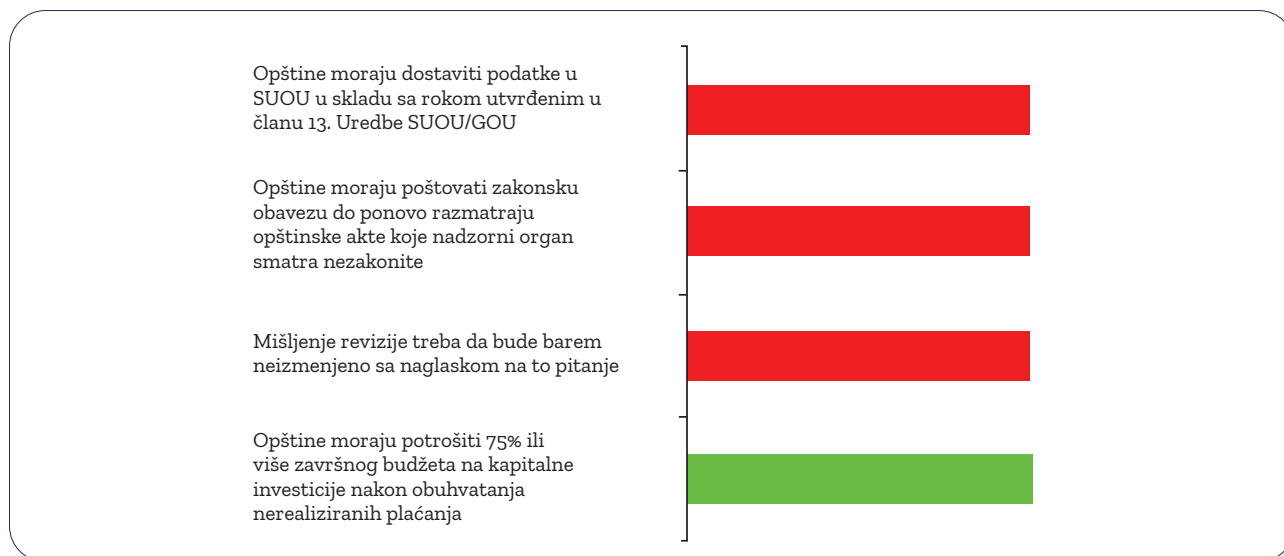 Opštine moraju dostaviti podatke u
SUOU u skladu sa rokom utvrđenim u
članu 13. Uredbe SUOU/GOU
Opštine moraju poštovati zakonsku
obavezu do ponovo razmatraju
opštinske akte koje nadzorni organ
smatra nezakonite
Mišljenje revizije treba da bude barem
neizmenjeno sa naglaskom na to pitanje
Opštine moraju potrošiti 75% ili
više završnog budžeta na kapitalne
investicije nakon obuhvatanja
nerealiziranih plaćanja